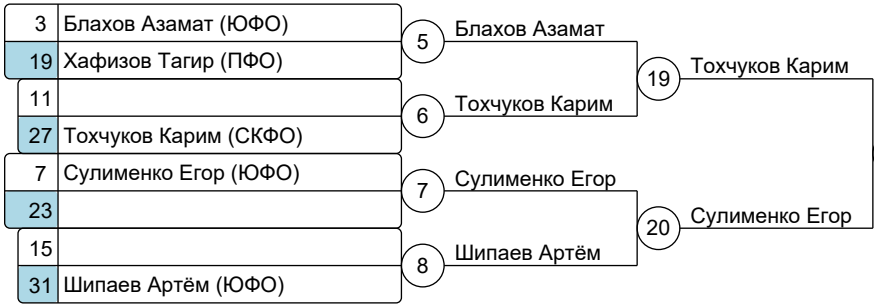 3 Блахов Азамат (ЮФО)
19 Хафизов Тагир (ПФО)
11
27 Тохчуков Карим (СКФО)
7 Сулименко Егор (ЮФО)
23
15
31 Шипаев Артём (ЮФО)
5 Блахов Азамат
6 Тохчуков Карим
7 Сулименко Егор
8 Шипаев Артём
19 Тохчуков Карим
20 Сулименко Егор